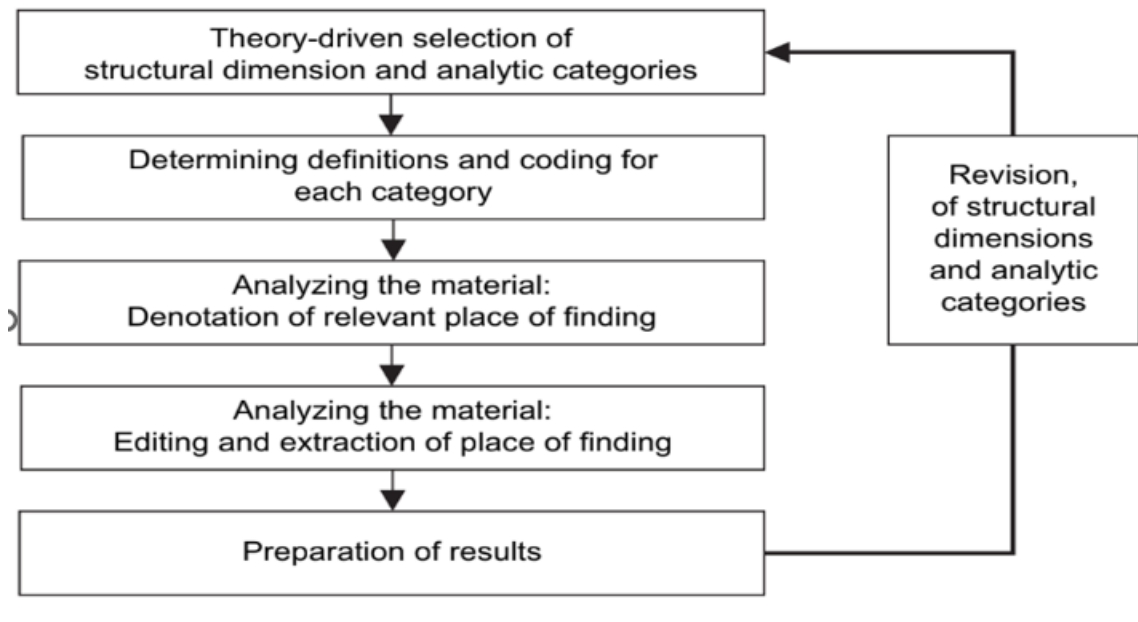 Theory-driven selection of
structural dimension and analytic categories
Determining definitions and coding for
each category
Analyzing the material:
Denotation of relevant place of finding
Analyzing the material:
Editing and extraction of place of finding
Preparation of results
Revision,
of structural
dimensions
and analytic
categories